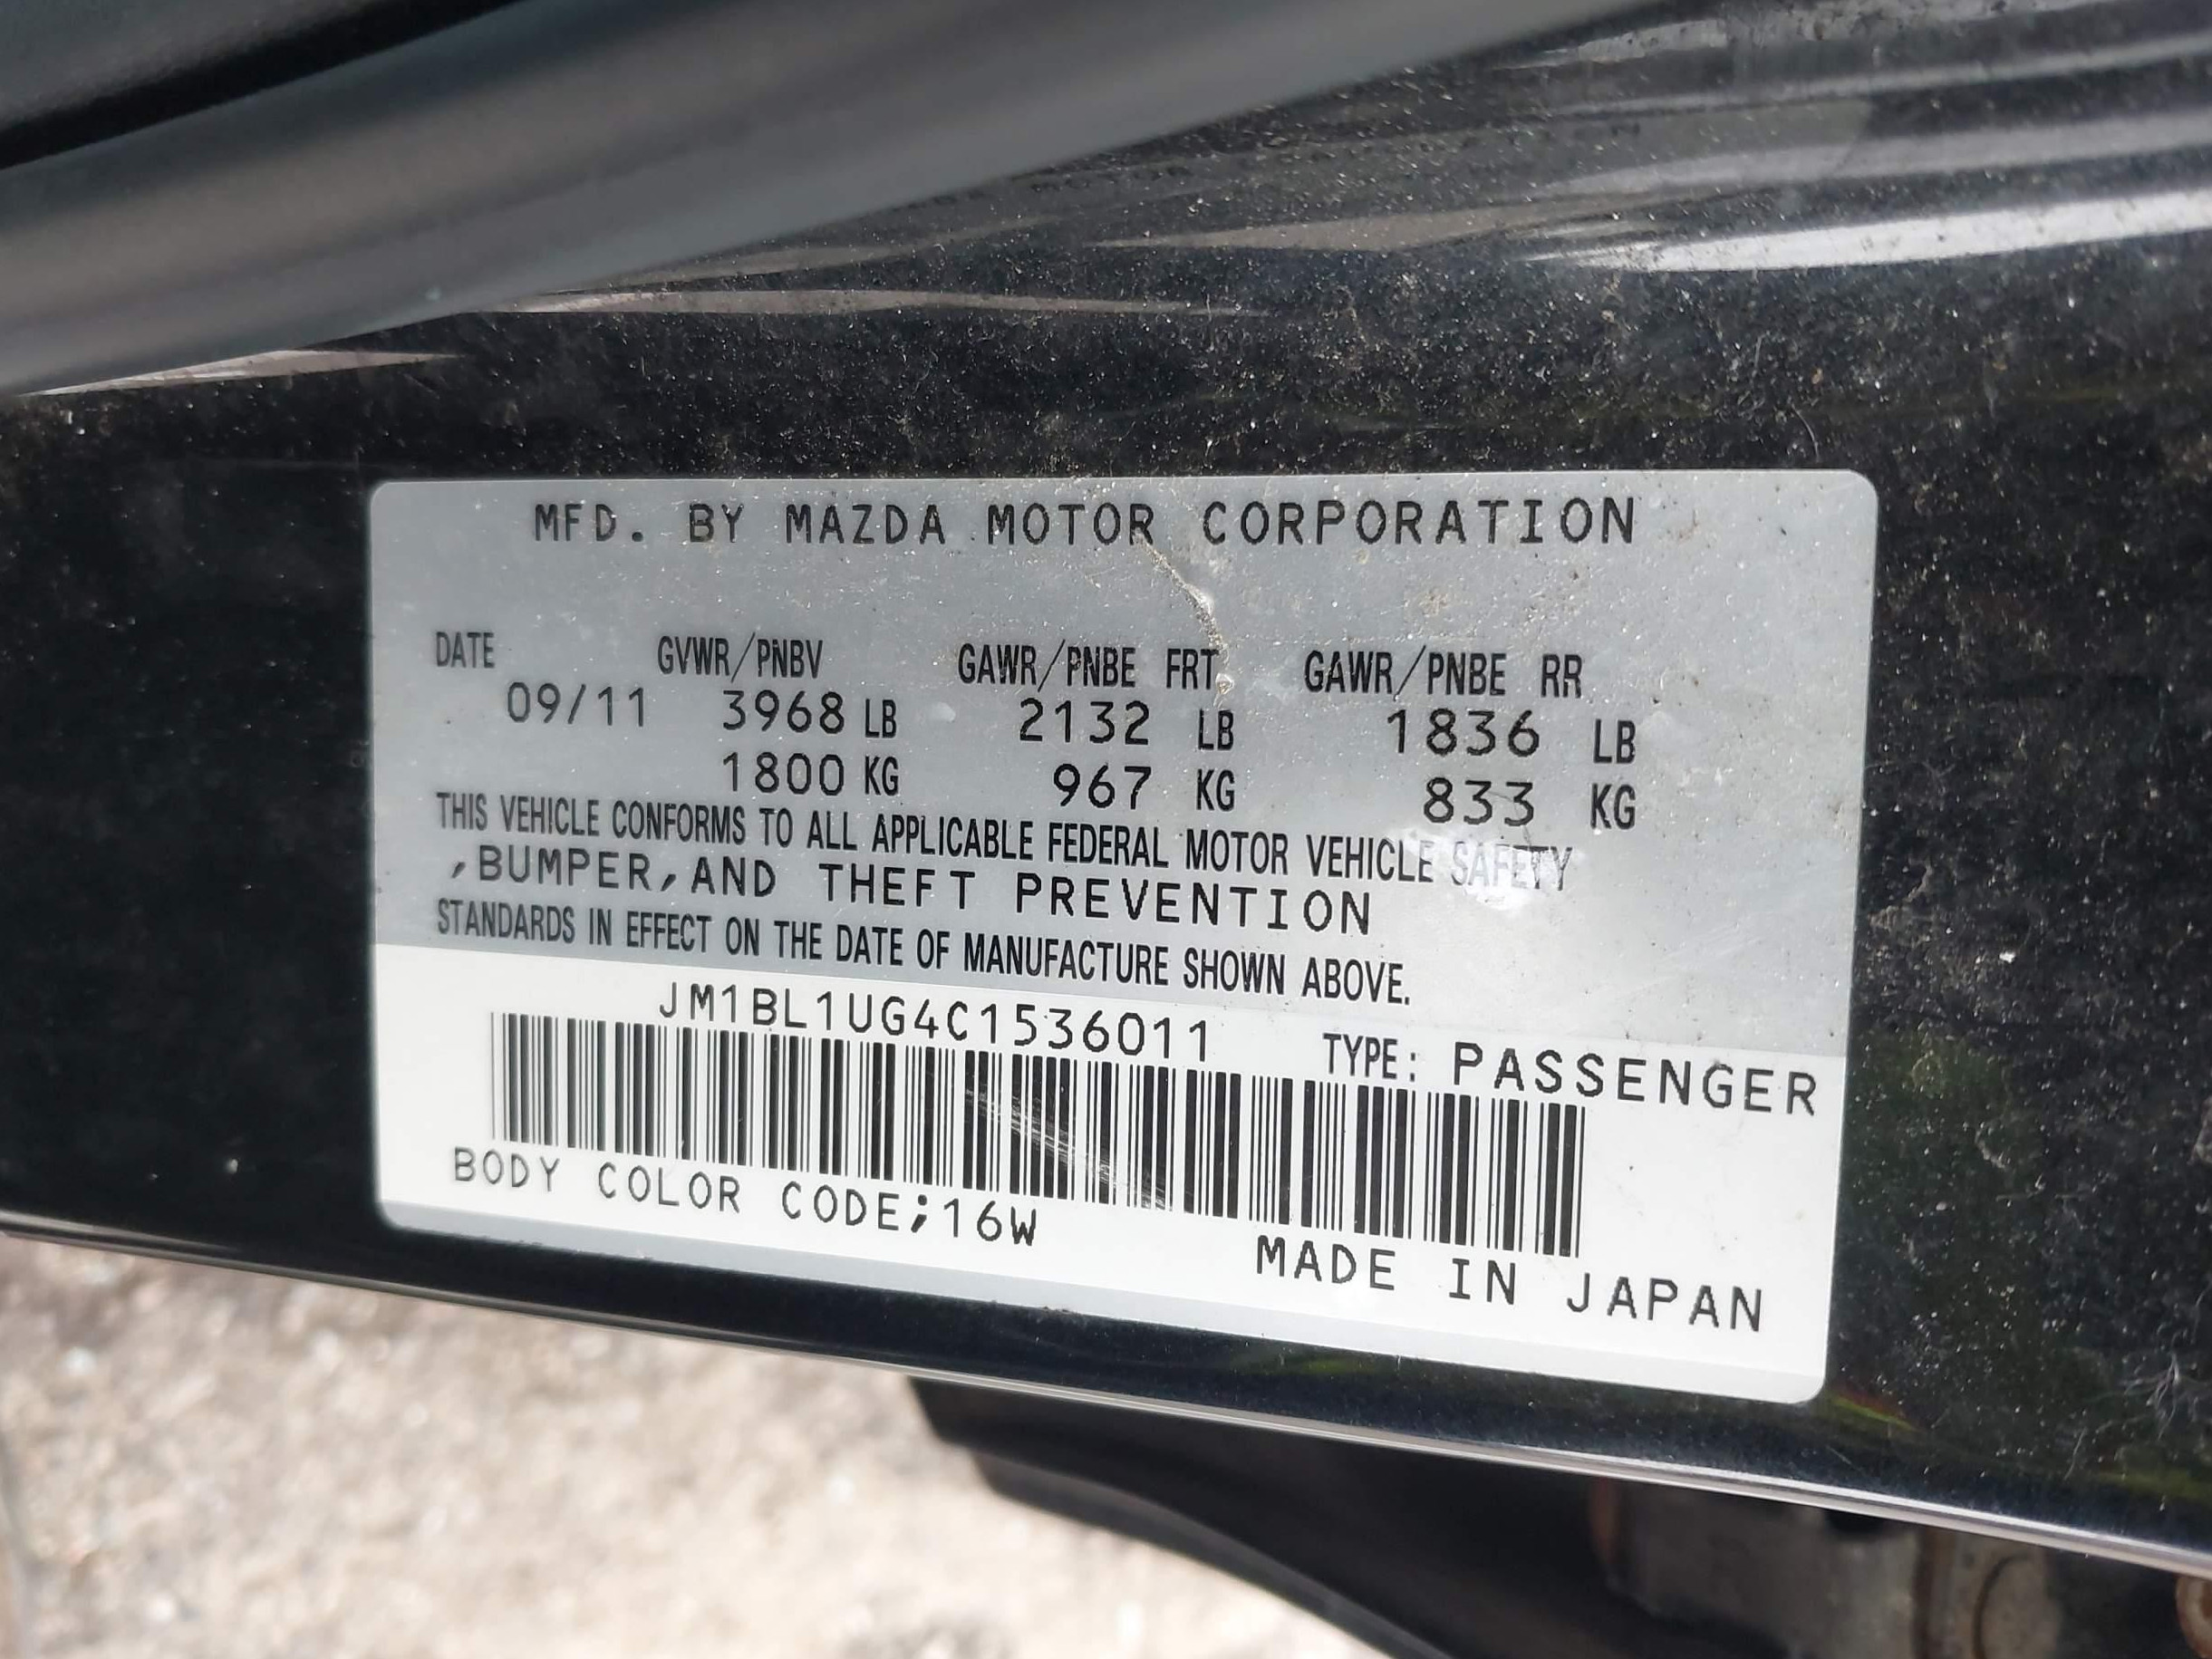 MFD. BY MAZDA MOTOR CORPORATION
DATE GVWR/PNBV GAWR/PNBE FRT GAWR/PNBE RR
09/11 3968 LB 2132 LB 1836 LB
1800 KG 967 KG 833 KG
THIS VEHICLE CONFORMS TO ALL APPLICABLE FEDERAL MOTOR VEHICLE SAFETY
,BUMPER,AND THEFT PREVENTION
STANDARDS IN EFFECT ON THE DATE OF MANUFACTURE SHOWN ABOVE.
JM1BL1UG4C1536011 TYPE: PASSENGER
BODY COLOR CODE;16W
MADE IN JAPAN